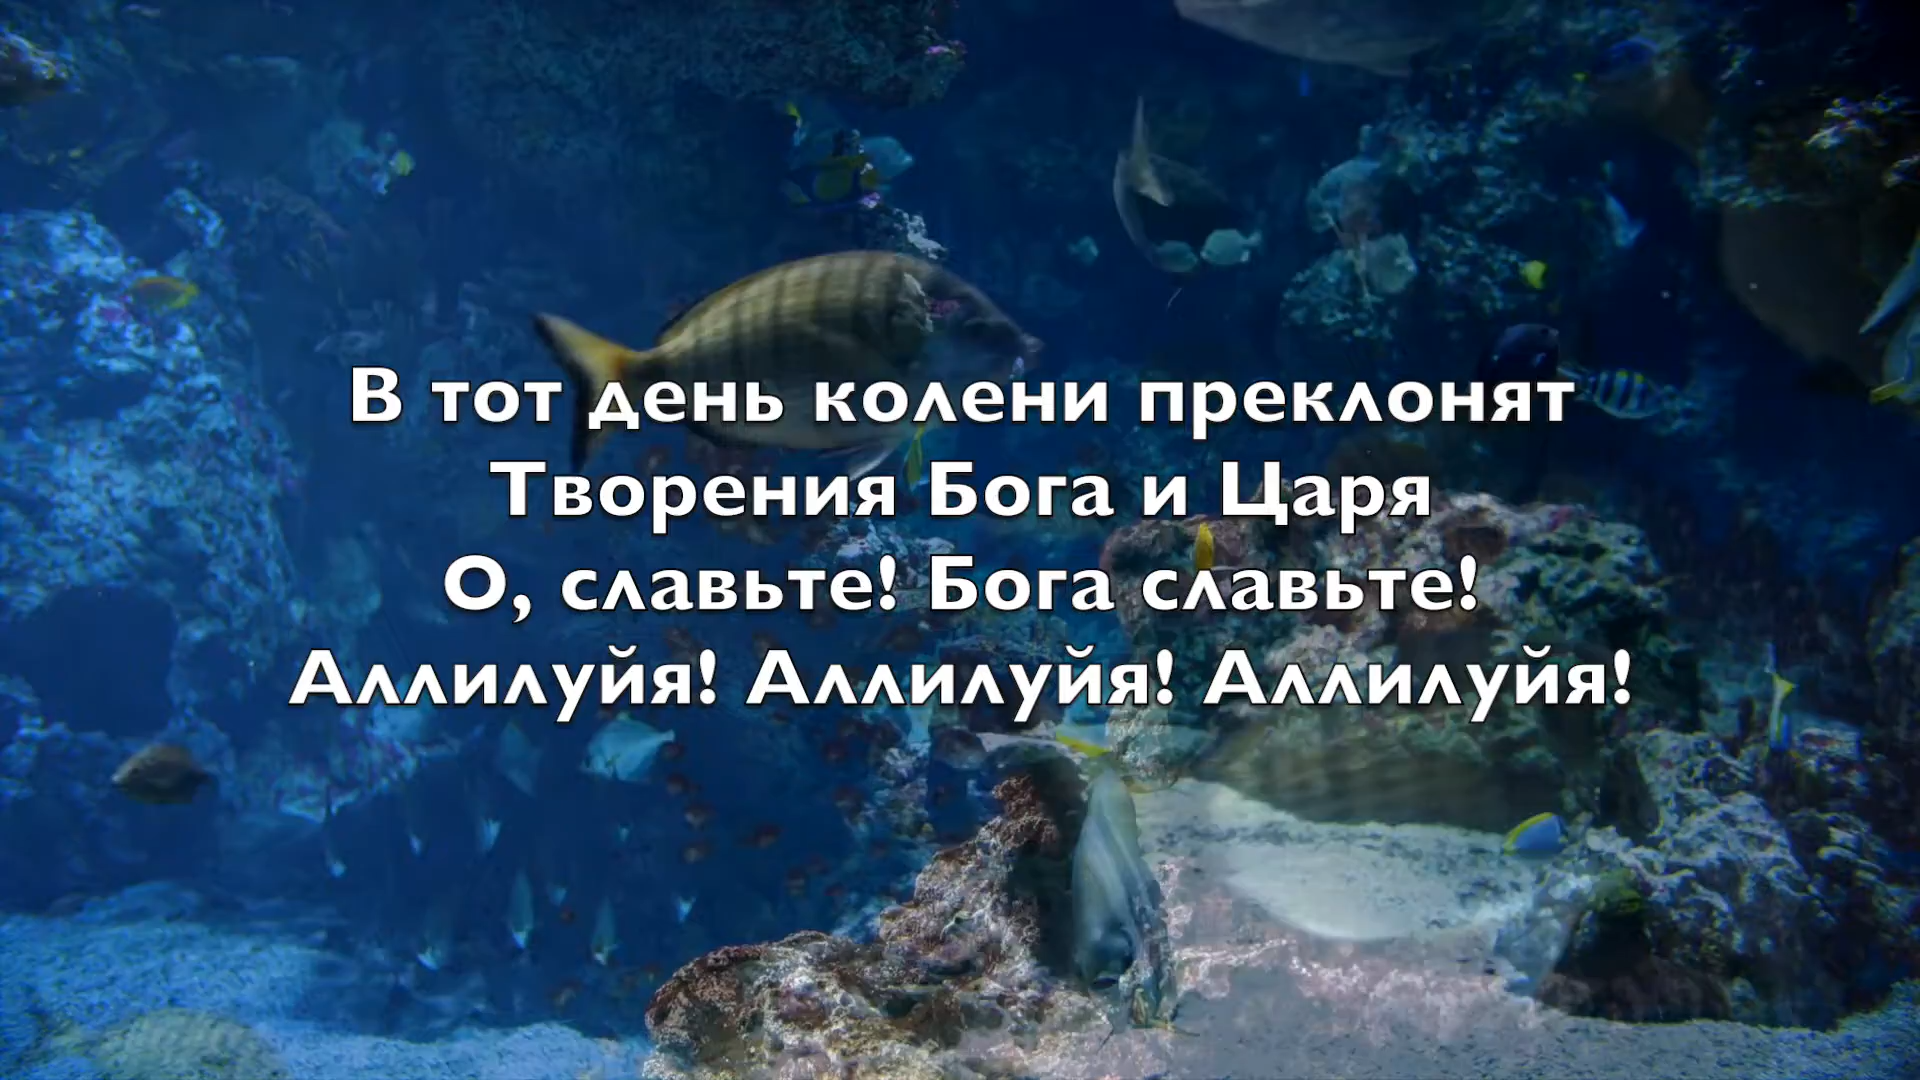 В тот день колени преклонят
Творения Бога и Царя
О, славьте! Бога славьте!
Аллилуйя! Аллилуйя! Аллилуйя!